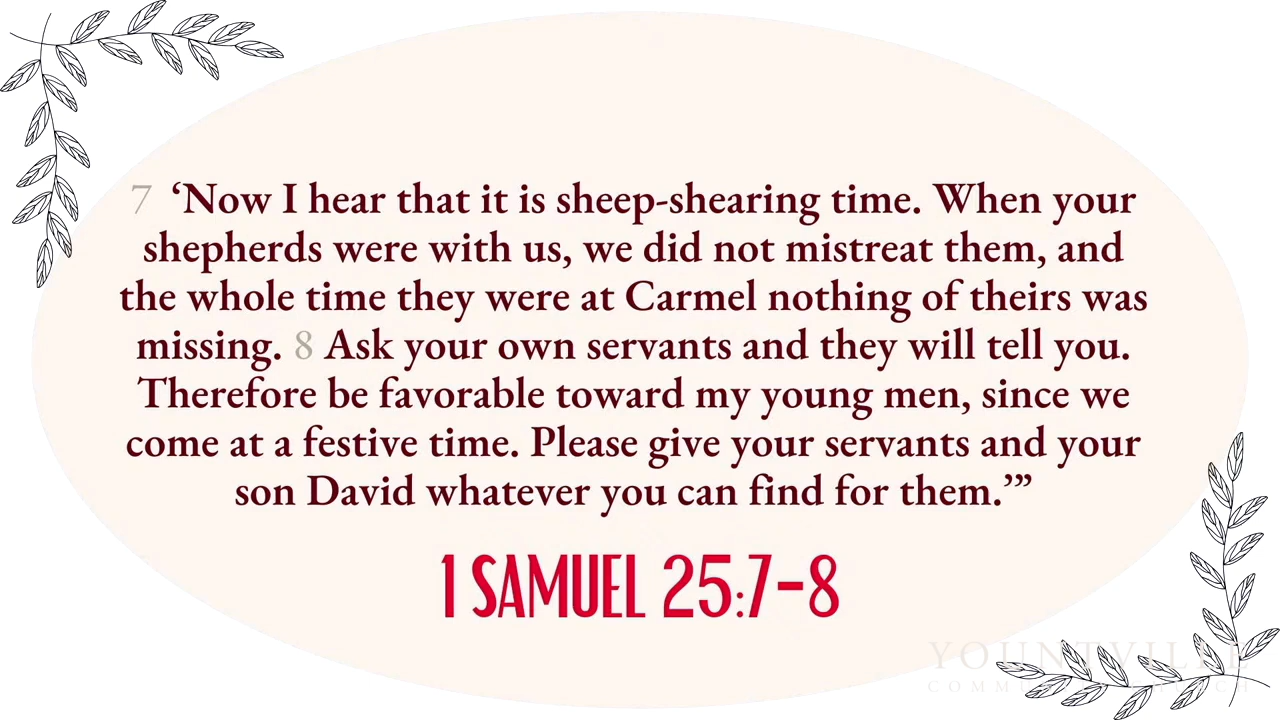 7 ‘Now I hear that it is sheep-shearing time. When your
shepherds were with us, we did not mistreat them, and
the whole time they were at Carmel nothing of theirs was
missing. 8 Ask your own servants and they will tell you.
Therefore be favorable toward my young men, since we
come at a festive time. Please give your servants and your
son David whatever you can find for them.’”
1 SAMUEL 25:7-8
YOUNTVILLE